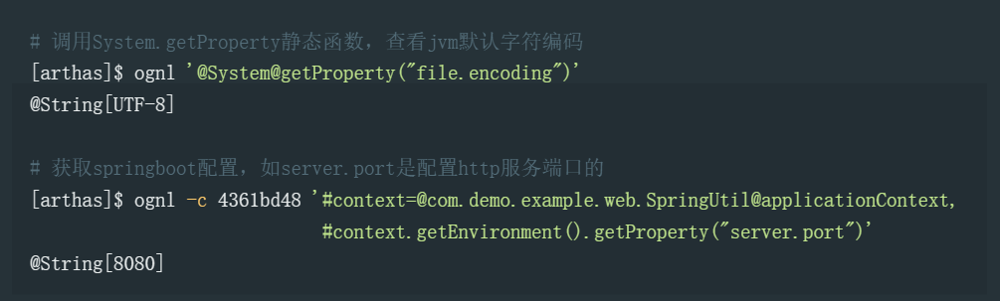 # 调用System.getProperty静态函数，查看jvm默认字符编码
[arthas]$ ognl '@System@getProperty("file.encoding")'
@String[UTF-8]
# 获取springboot配置，如server.port是配置http服务端口的
[arthas]$ ognl -c 4361bd48 '#context=@com.demo.example.web.SpringUtil@applicationContext,
#context.getEnvironment().getProperty("server.port")'
@String[8080]